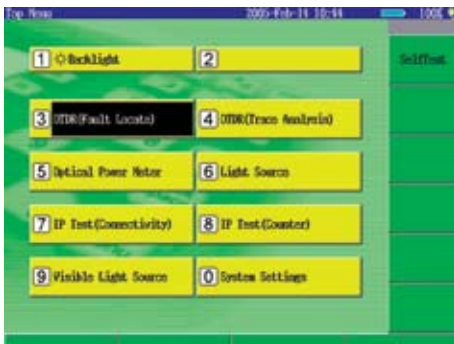 Top Menu 2005-Feb-14 10:44 100%
1 Backlight 2 SelfTest
3 OTDR(Fault Locate) 4 OTDR(Trace Analysis)
5 Optical Power Meter 6 Light Source
7 IP Test(Connectivity) 8 IP Test(Counter)
9 Visible Light Source 0 System Settings